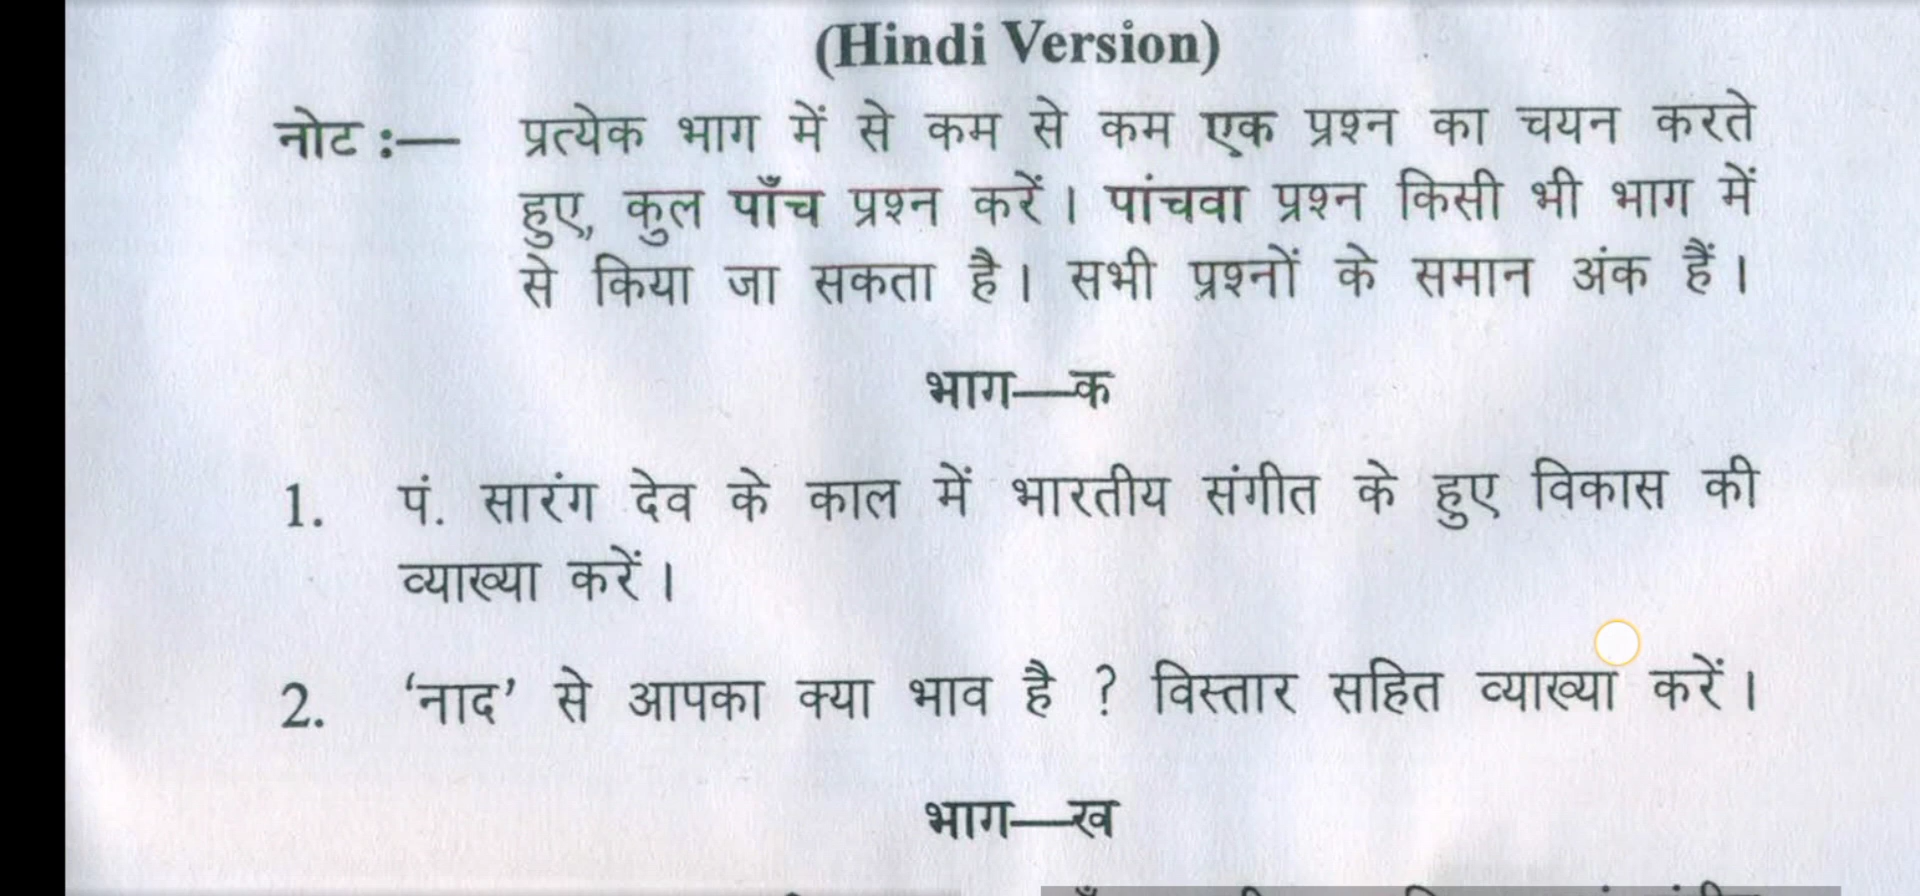 (Hindi Version)
नोट :— प्रत्येक भाग में से कम से कम एक प्रश्न का चयन करते
हुए, कुल पाँच प्रश्न करें। पांचवा प्रश्न किसी भी भाग में
से किया जा सकता है। सभी प्रश्नों के समान अंक हैं।
भाग—क
1. पं. सारंग देव के काल में भारतीय संगीत के हुए विकास की
व्याख्या करें।
2. ‘नाद’ से आपका क्या भाव है ? विस्तार सहित व्याख्या करें।
भाग—ख